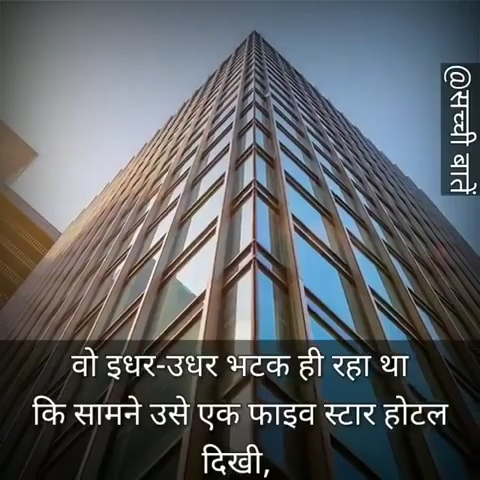 @सच्ची बातें
वो इधर-उधर भटक ही रहा था
कि सामने उसे एक फाइव स्टार होटल
दिखी,